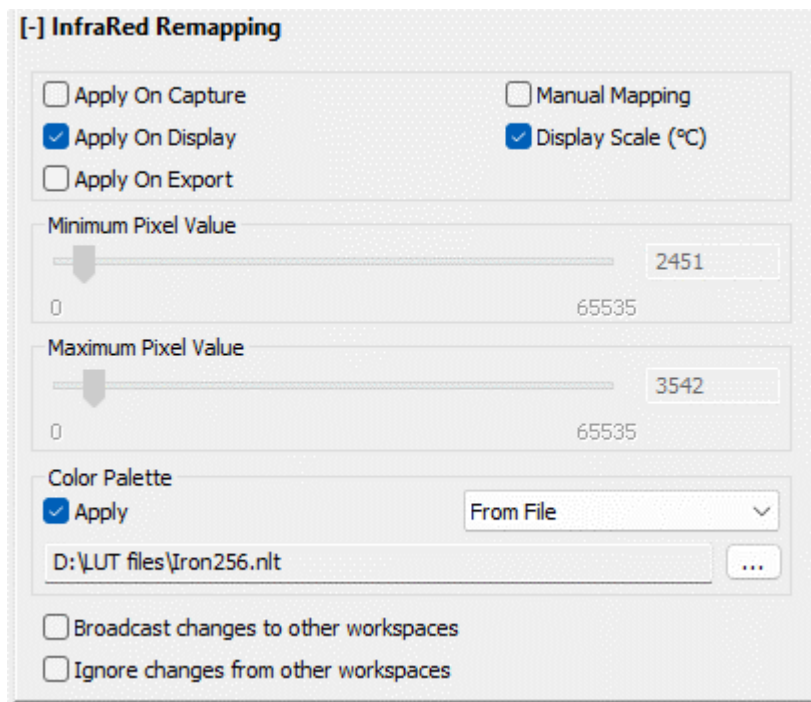 [-] InfraRed Remapping
Apply On Capture
Manual Mapping
Apply On Display
Display Scale (°C)
Apply On Export
Minimum Pixel Value
2451
0
65535
Maximum Pixel Value
3542
0
65535
Color Palette
Apply
From File
D:\LUT files\Iron256.nlt
...
Broadcast changes to other workspaces
Ignore changes from other workspaces